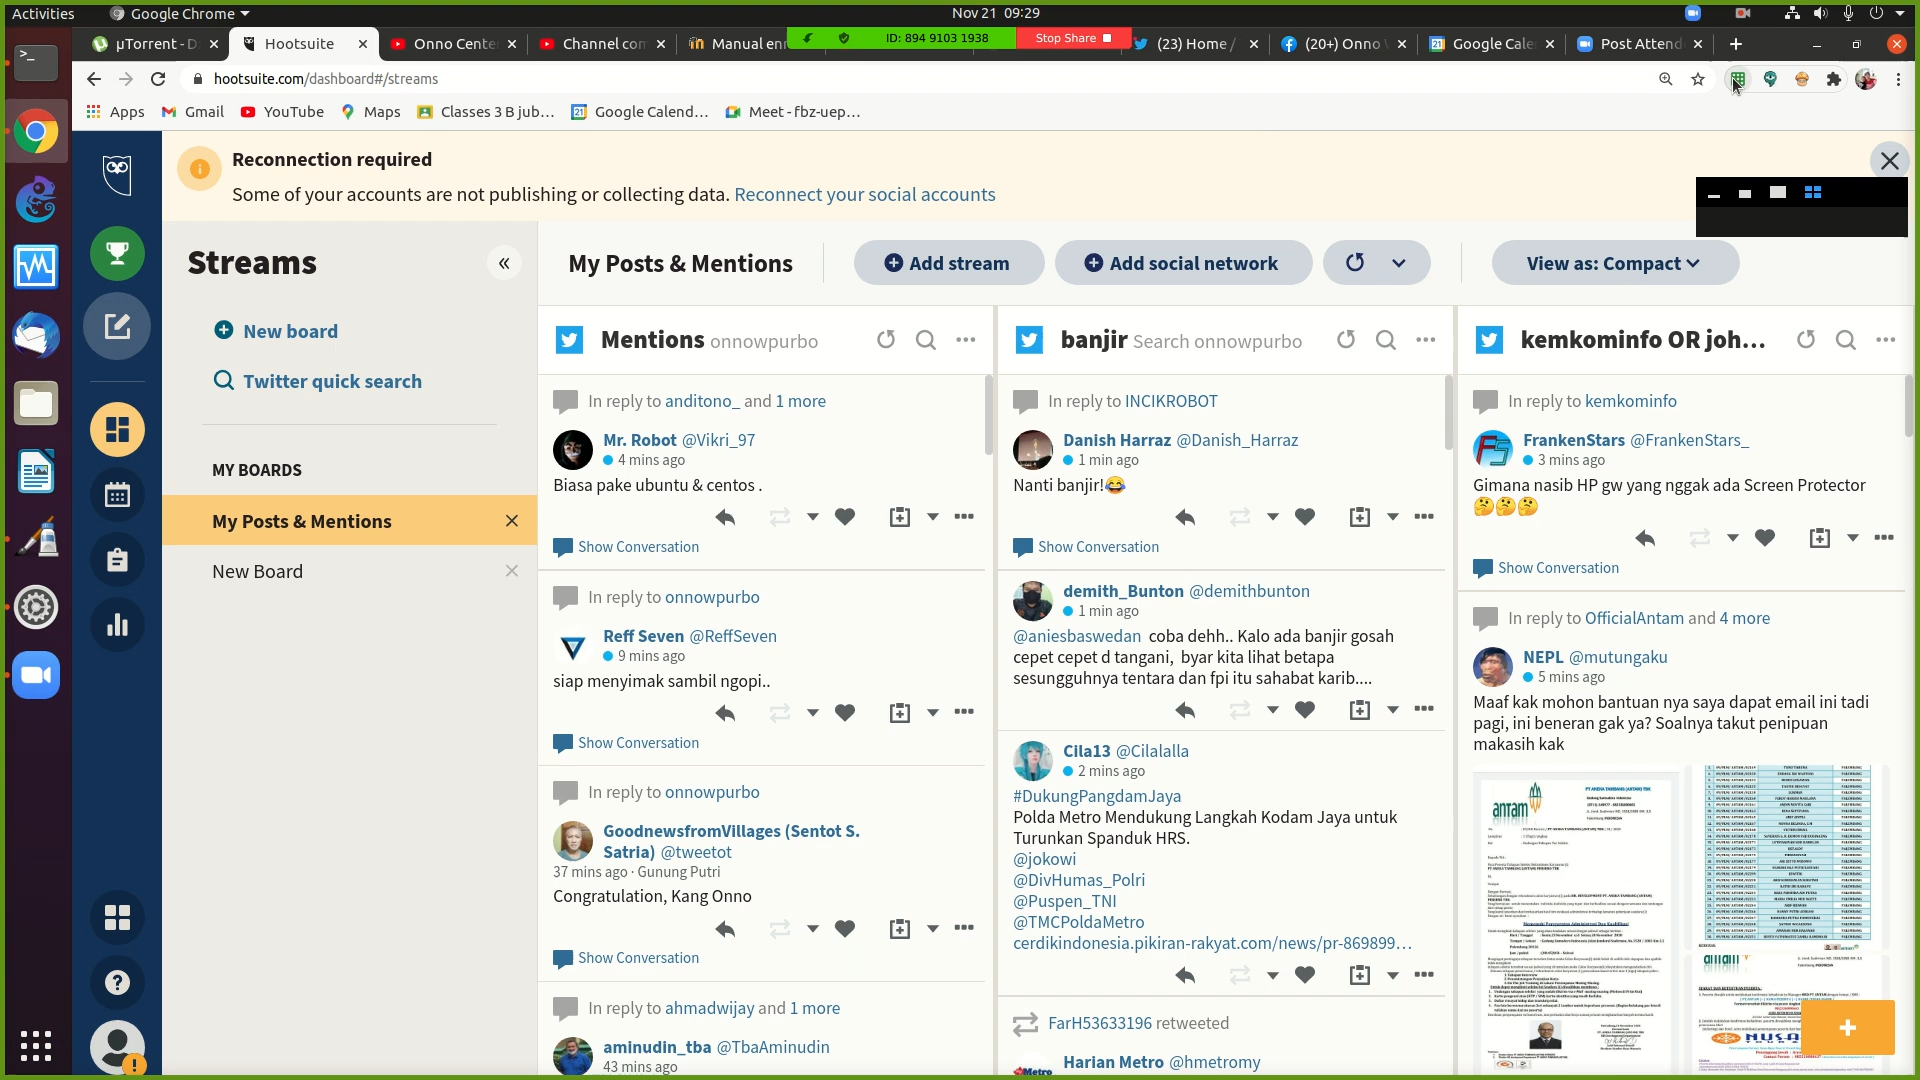 Activities
Google Chrome
Nov 21 09:29
µTorrent - D
Hootsuite
Onno Cente
Channel con
Manual enr
ID: 894 9103 1938
Stop Share
(23) Home /
(20+) Onno
Google Cale
Post Attend
hootsuite.com/dashboard#/streams
Apps
Gmail
YouTube
Maps
Classes 3 B jub...
Google Calend...
Meet - fbz-uep...
Reconnection required
Some of your accounts are not publishing or collecting data. Reconnect your social accounts
Streams
«
New board
Twitter quick search
MY BOARDS
My Posts & Mentions
New Board
My Posts & Mentions
Add stream
Add social network
View as: Compact
Mentions onnowpurbo
In reply to anditono_ and 1 more
Mr. Robot @Vikri_97
4 mins ago
Biasa pake ubuntu & centos .
Show Conversation
In reply to onnowpurbo
Reff Seven @ReffSeven
9 mins ago
siap menyimak sambil ngopi..
Show Conversation
In reply to onnowpurbo
GoodnewsfromVillages (Sentot S.
Satria) @tweetot
37 mins ago · Gunung Putri
Congratulation, Kang Onno
Show Conversation
In reply to ahmadwijay and 1 more
aminudin_tba @TbaAminudin
43 mins ago
banjir Search onnowpurbo
In reply to INCIKROBOT
Danish Harraz @Danish_Harraz
1 min ago
Nanti banjir!😂
Show Conversation
demith_Bunton @demithbunton
1 min ago
@aniesbaswedan coba dehh.. Kalo ada banjir gosah
cepet cepet d tangani, byar kita lihat betapa
sesungguhnya tentara dan fpi itu sahabat karib....
Cila13 @Cilalalla
2 mins ago
#DukungPangdamJaya
Polda Metro Mendukung Langkah Kodam Jaya untuk
Turunkan Spanduk HRS.
@jokowi
@DivHumas_Polri
@Puspen_TNI
@TMCPoldaMetro
cerdikindonesia.pikiran-rakyat.com/news/pr-869899...
FarH53633196 retweeted
Harian Metro @hmetromy
kemkominfo OR joh...
In reply to kemkominfo
FrankenStars @FrankenStars_
3 mins ago
Gimana nasib HP gw yang nggak ada Screen Protector
🤔🤔🤔
Show Conversation
In reply to OfficialAntam and 4 more
NEPL @mutungaku
5 mins ago
Maaf kak mohon bantuan nya saya dapat email ini tadi
pagi, ini beneran gak ya? Soalnya takut penipuan
makasih kak
antam
antam